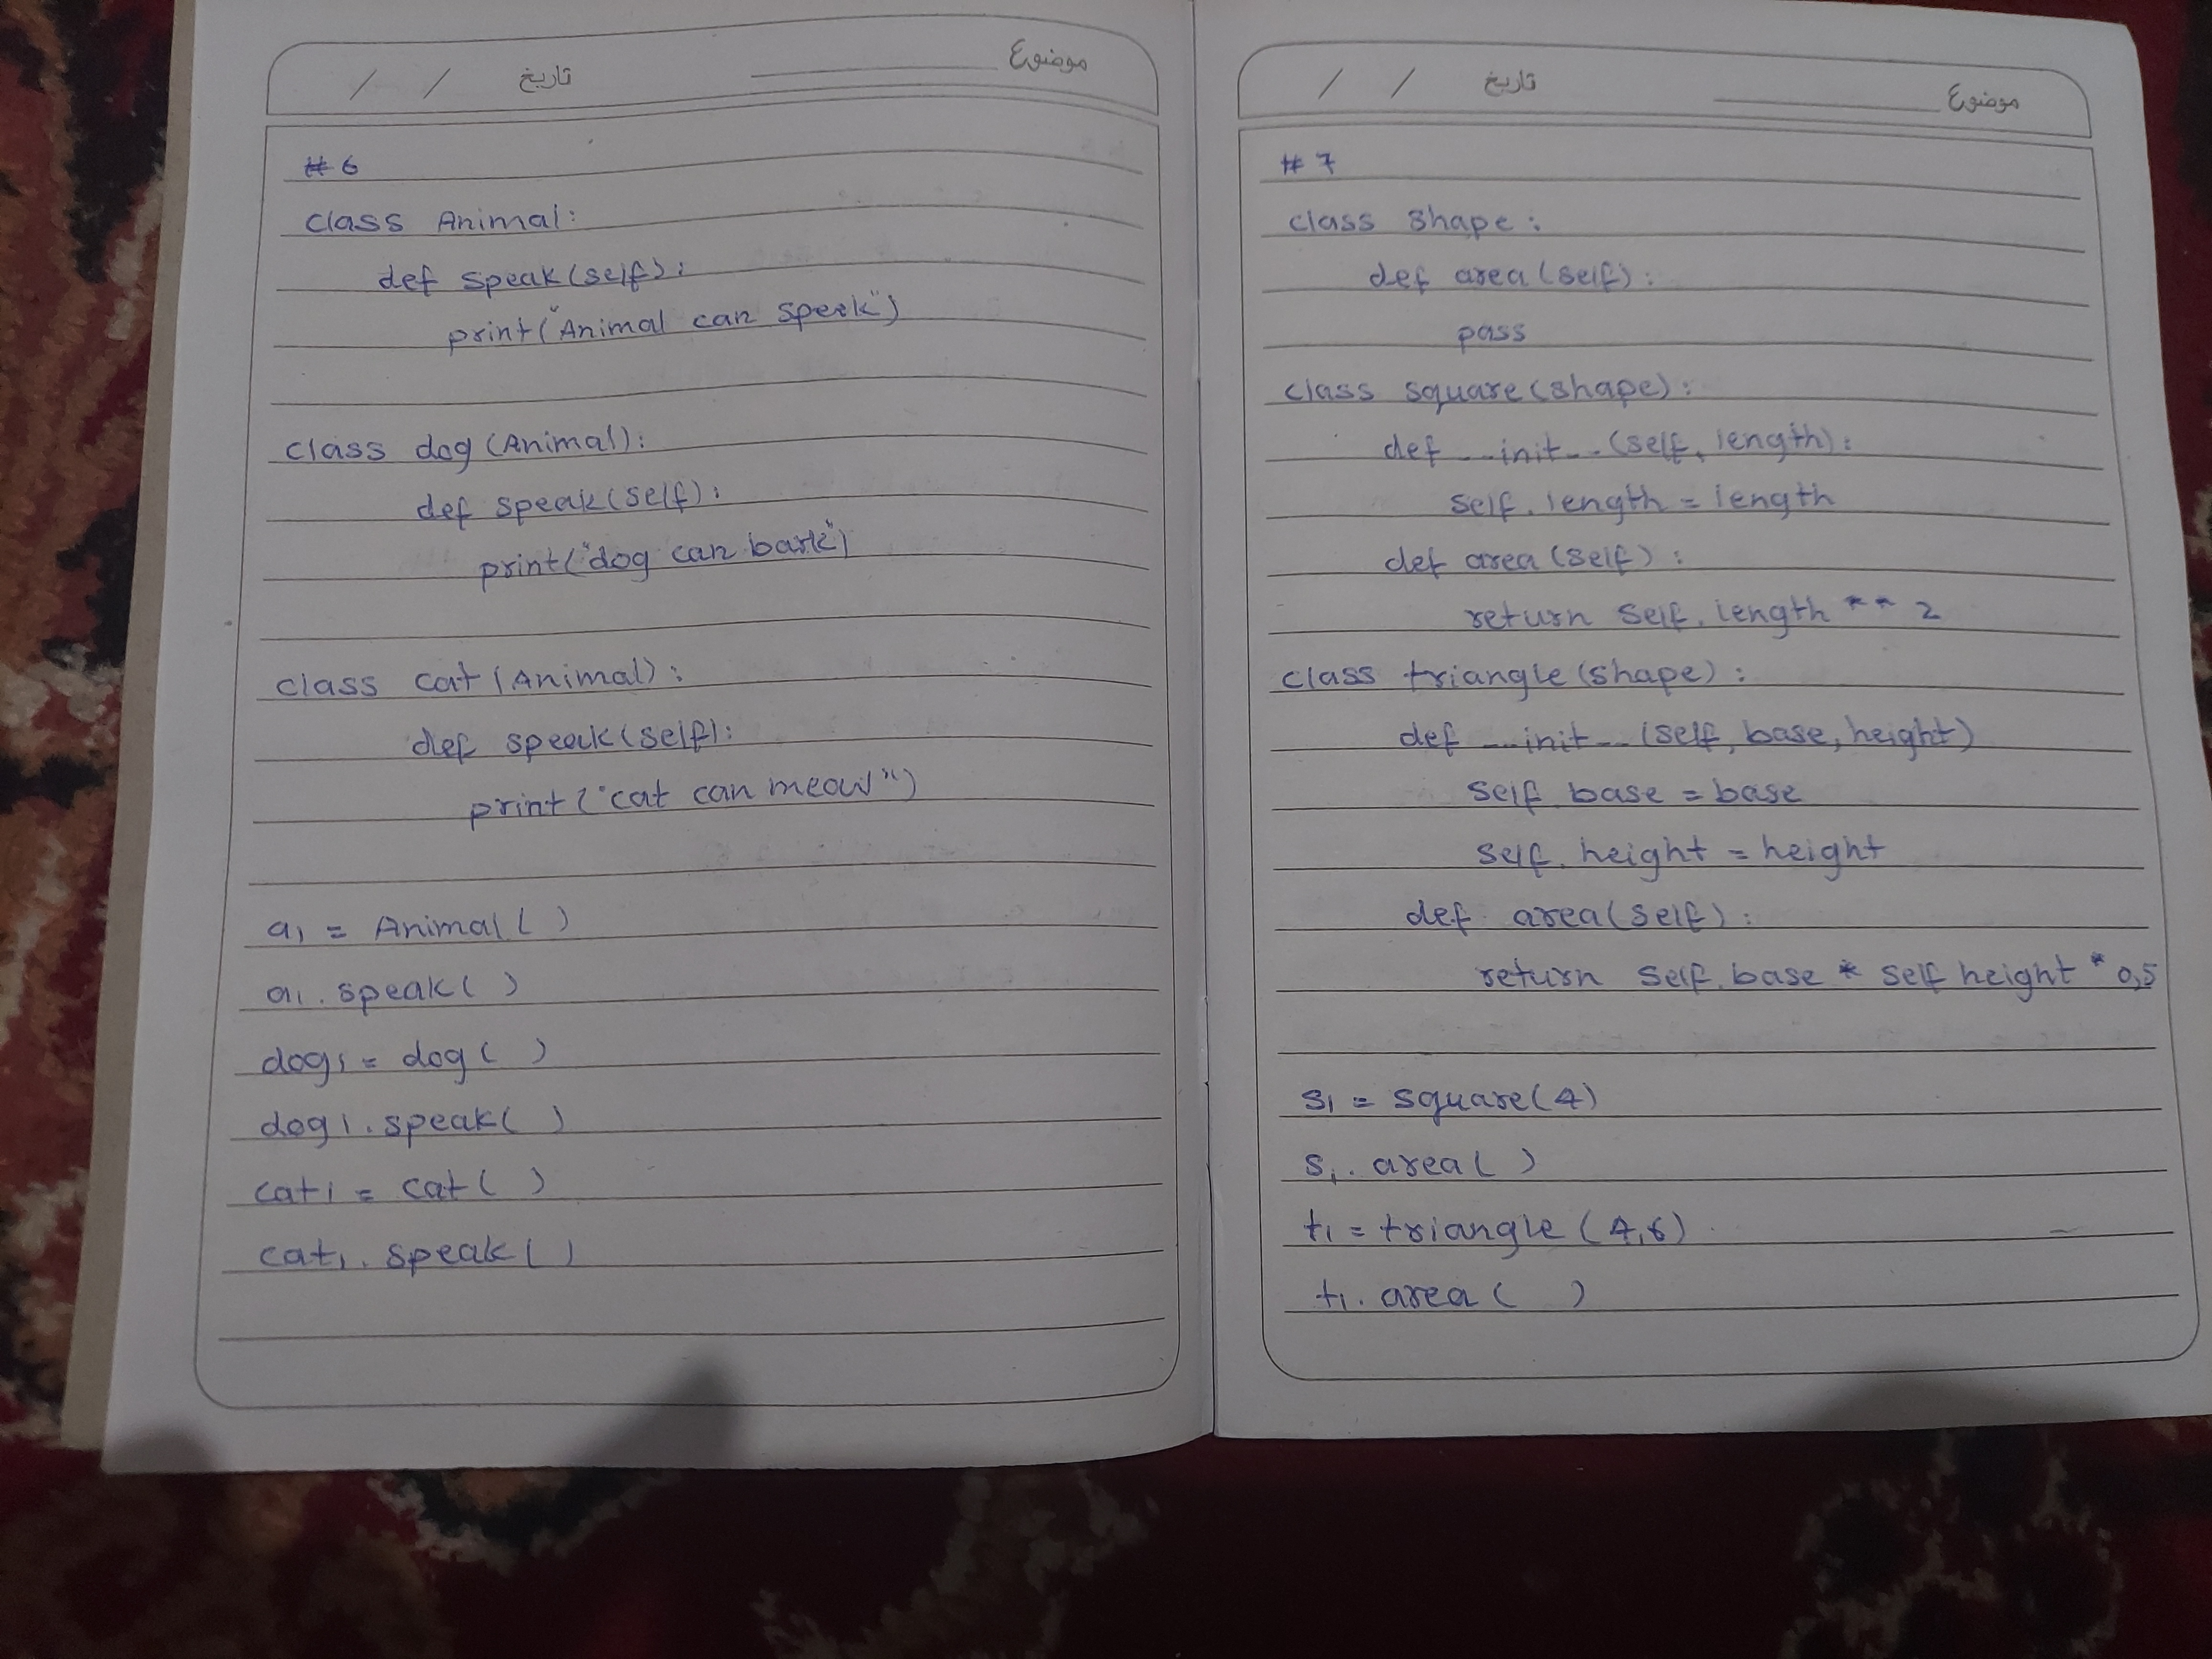 / / تاریخ موضوع
#6
class Animal:
def speak(self):
print("Animal can speak")
class dog(Animal):
def speak(self):
print("dog can bark")
class cat(Animal):
def speak(self):
print("cat can meow")
a1 = Animal( )
a1.speak( )
dog1 = dog( )
dog1.speak( )
cat1 = cat( )
cat1.speak( )
/ / تاریخ موضوع
#7
class shape:
def area(self):
pass
class square(shape):
def __init__(self, length):
self.length = length
def area(self):
return self.length ** 2
class triangle(shape):
def __init__(self, base, height)
self.base = base
self.height = height
def area(self):
return self.base * self height * 0,5
s1 = square(4)
s1.area( )
t1 = triangle(4,6)
t1.area( )